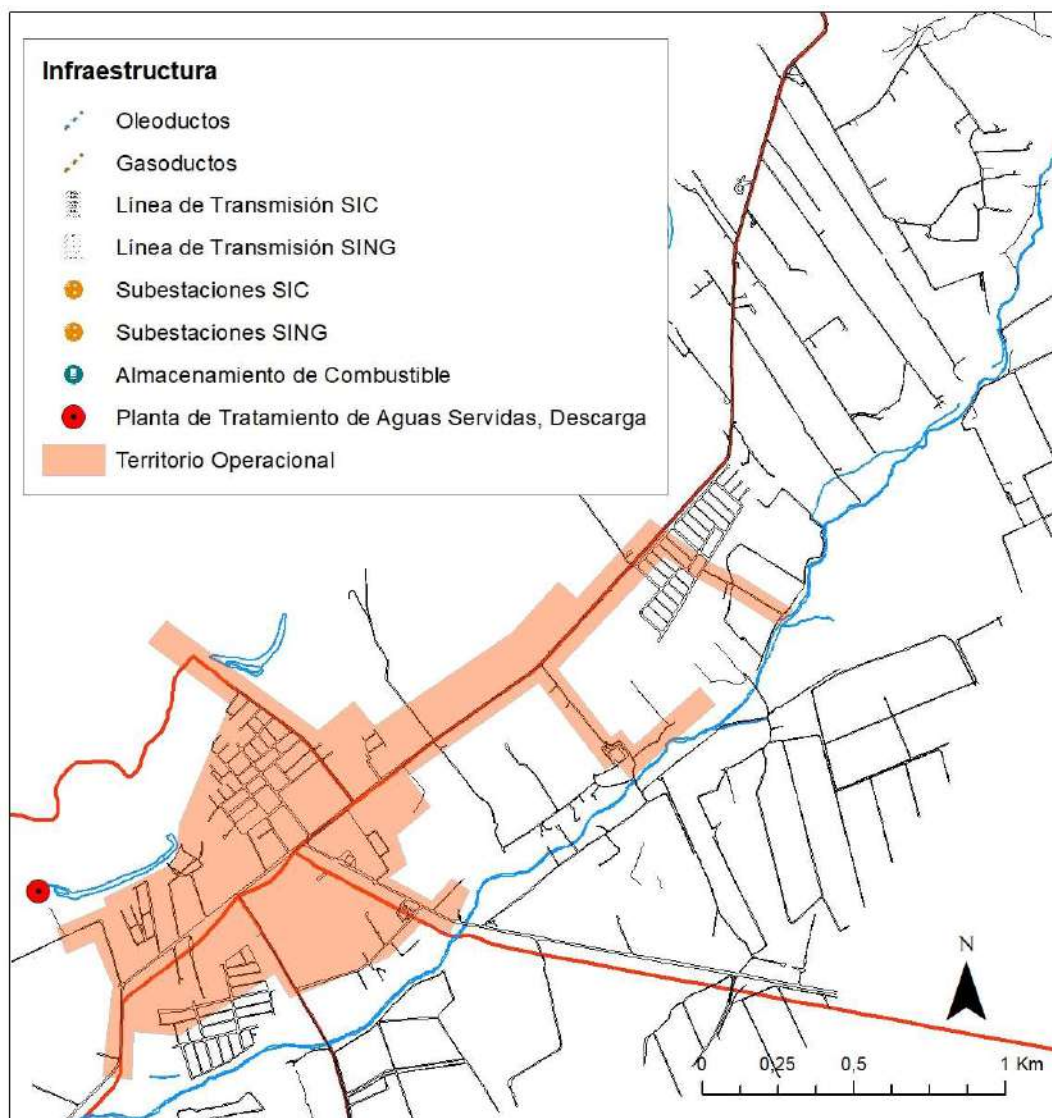 Infraestructura
Oleoductos
Gasoductos
Línea de Transmisión SIC
Línea de Transmisión SING
Subestaciones SIC
Subestaciones SING
Almacenamiento de Combustible
Planta de Tratamiento de Aguas Servidas, Descarga
Territorio Operacional
N
0 0,25 0,5 1 Km